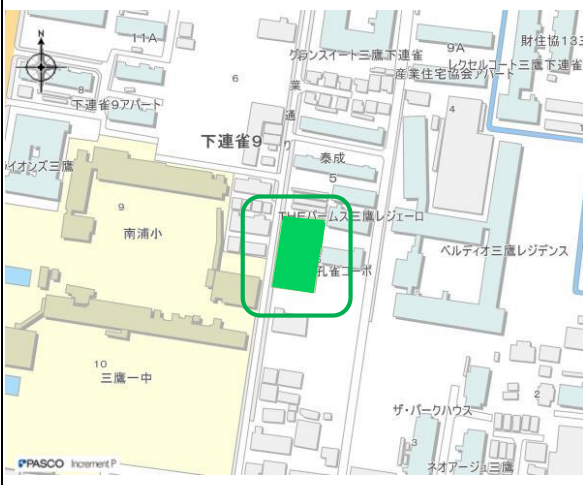 N
11A
グランスイート三鷹下連雀
9A
財住協133
レクセルコート三鷹下連雀
産業住宅協会アパート
8
下連雀9アパート
6
業
通
り
4
下連雀9
ライオンズ三鷹
泰成
5
9
南浦小
THEパームス三鷹レジェーロ
ベルディオ三鷹レジデンス
孔雀コーポ
10
三鷹一中
2
ザ・パークハウス
3
ネオアージュ三鷹
PASCO Increment P